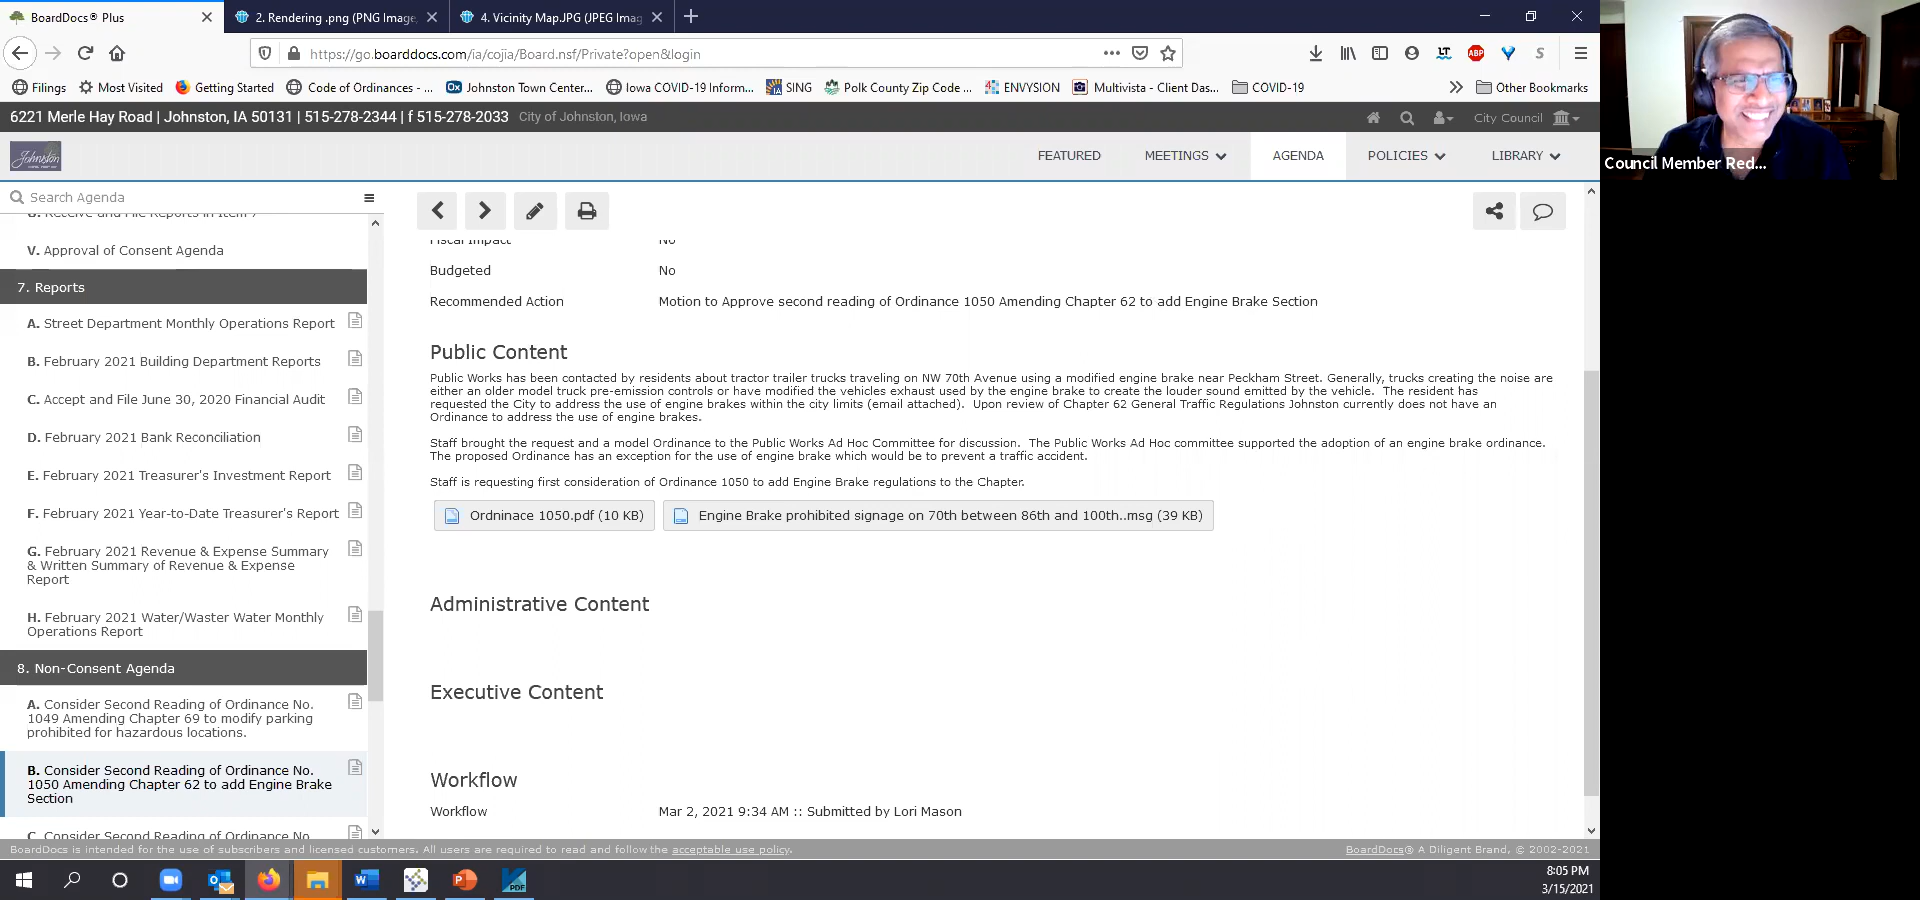 BoardDocs® Plus
2. Rendering .png (PNG Image,
4. Vicinity Map.JPG (JPEG Imag
https://go.boarddocs.com/ia/cojia/Board.nsf/Private?open&login
Filings
Most Visited
Getting Started
Code of Ordinances - ...
Johnston Town Center...
Iowa COVID-19 Inform...
SING
Polk County Zip Code ...
ENVYSION
Multivista - Client Das...
COVID-19
Other Bookmarks
6221 Merle Hay Road | Johnston, IA 50131 | 515-278-2344 | f 515-278-2033
City of Johnston, Iowa
City Council
Johnston
FEATURED
MEETINGS
AGENDA
POLICIES
LIBRARY
Search Agenda
U. Receive and File Reports in Item 7
V. Approval of Consent Agenda
7. Reports
A. Street Department Monthly Operations Report
B. February 2021 Building Department Reports
C. Accept and File June 30, 2020 Financial Audit
D. February 2021 Bank Reconciliation
E. February 2021 Treasurer's Investment Report
F. February 2021 Year-to-Date Treasurer's Report
G. February 2021 Revenue & Expense Summary
& Written Summary of Revenue & Expense
Report
H. February 2021 Water/Waster Water Monthly
Operations Report
8. Non-Consent Agenda
A. Consider Second Reading of Ordinance No.
1049 Amending Chapter 69 to modify parking
prohibited for hazardous locations.
B. Consider Second Reading of Ordinance No.
1050 Amending Chapter 62 to add Engine Brake
Section
C. Consider Second Reading of Ordinance No.
Fiscal Impact No
Budgeted No
Recommended Action Motion to Approve second reading of Ordinance 1050 Amending Chapter 62 to add Engine Brake Section
Public Content
Public Works has been contacted by residents about tractor trailer trucks traveling on NW 70th Avenue using a modified engine brake near Peckham Street. Generally, trucks creating the noise are
either an older model truck pre-emission controls or have modified the vehicles exhaust used by the engine brake to create the louder sound emitted by the vehicle. The resident has
requested the City to address the use of engine brakes within the city limits (email attached). Upon review of Chapter 62 General Traffic Regulations Johnston currently does not have an
Ordinance to address the use of engine brakes.
Staff brought the request and a model Ordinance to the Public Works Ad Hoc Committee for discussion. The Public Works Ad Hoc committee supported the adoption of an engine brake ordinance.
The proposed Ordinance has an exception for the use of engine brake which would be to prevent a traffic accident.
Staff is requesting first consideration of Ordinance 1050 to add Engine Brake regulations to the Chapter.
Ordninace 1050.pdf (10 KB)
Engine Brake prohibited signage on 70th between 86th and 100th..msg (39 KB)
Administrative Content
Executive Content
Workflow
Workflow Mar 2, 2021 9:34 AM :: Submitted by Lori Mason
BoardDocs is intended for the use of subscribers and licensed customers. All users are required to read and follow the acceptable use policy.
BoardDocs® A Diligent Brand, © 2002-2021
8:05 PM
3/15/2021
Council Member Red...